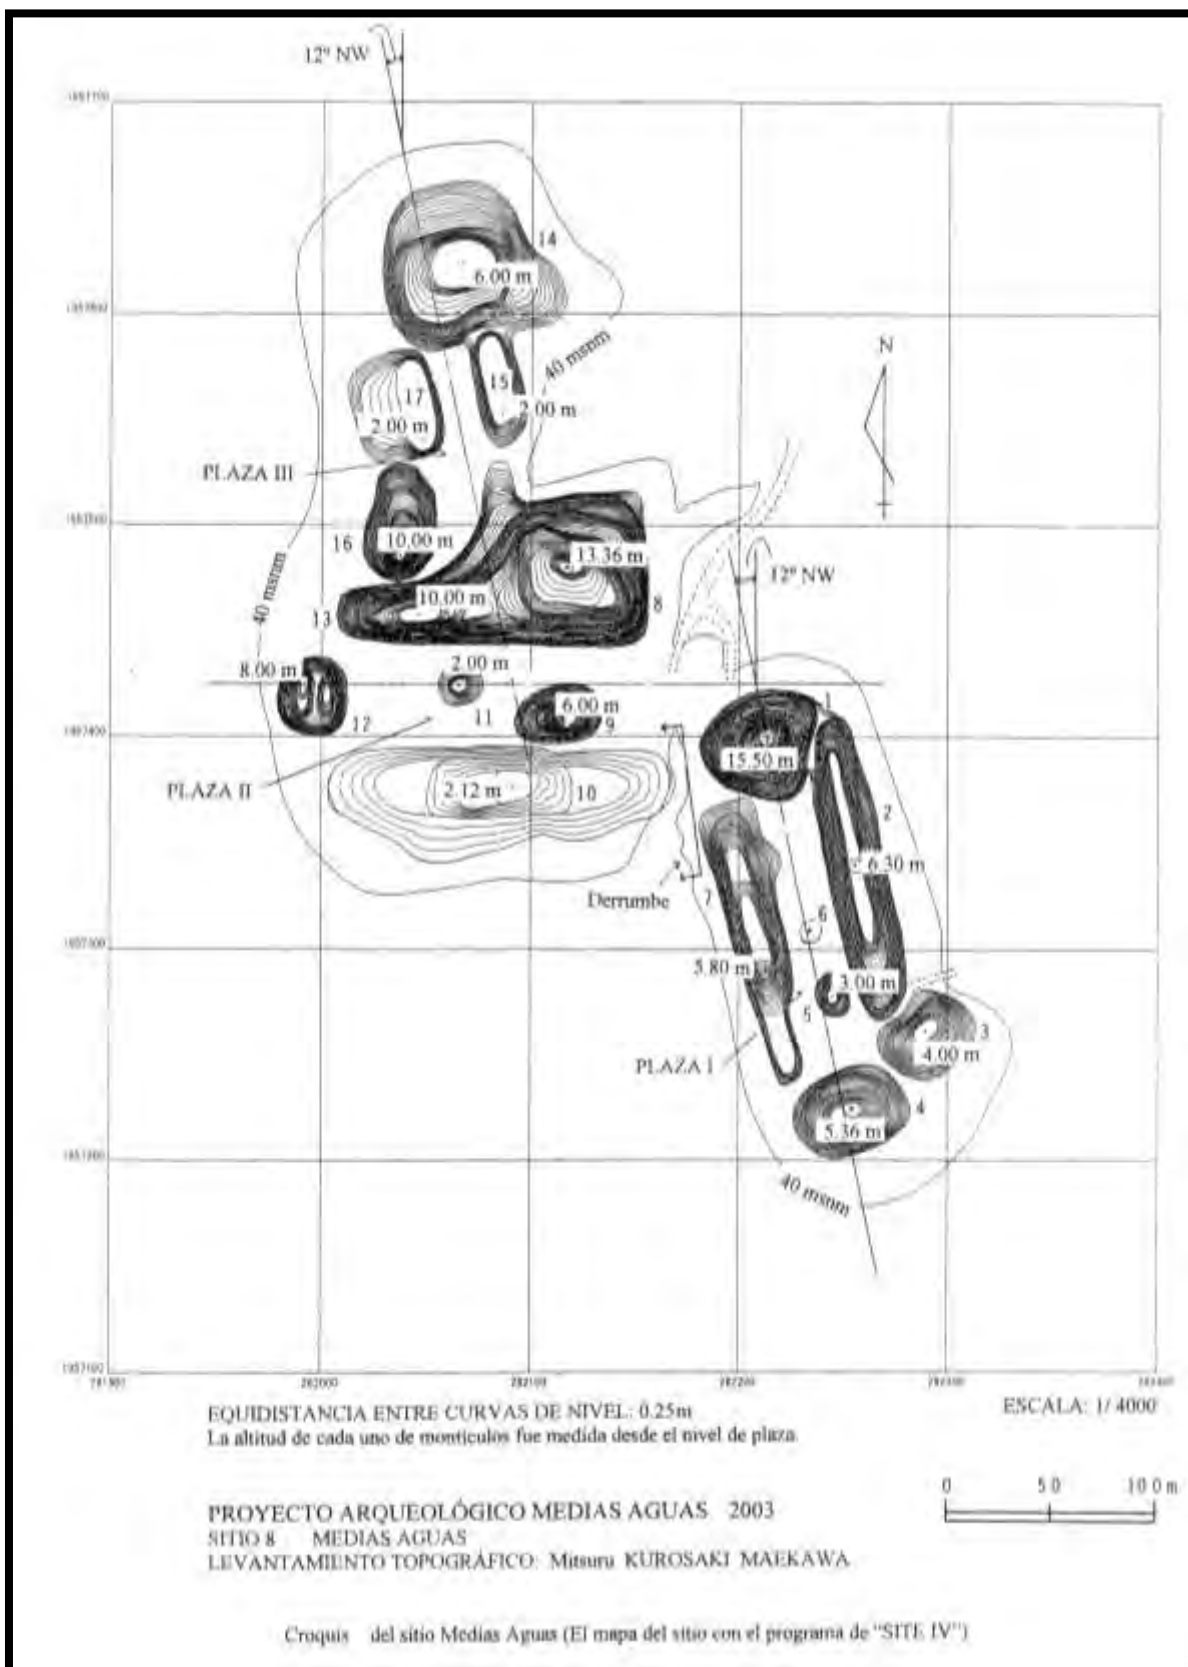 12° NW
14
6.00 m
40 msnm
N
15
17
2.00 m
2.00 m
PLAZA III
16
10.00 m
13.36 m
12° NW
40 msnm
10.00 m
13
8
8.00 m
2.00 m
6.00 m
1
12
11
9
15.50 m
PLAZA II
2.12 m
10
2
6.30 m
Derrumbe
7
6
5.80 m
3.00 m
5
3
4.00 m
PLAZA I
4
5.36 m
40 msnm
282000
282100
282200
EQUIDISTANCIA ENTRE CURVAS DE NIVEL: 0.25m
ESCALA: 1/ 4000
La altitud de cada uno de montículos fue medida desde el nivel de plaza.
0 50 100m
PROYECTO ARQUEOLÓGICO MEDIAS AGUAS 2003
SITIO 8 MEDIAS AGUAS
LEVANTAMIENTO TOPOGRÁFICO: Mitsuru KUROSAKI MAEKAWA
Croquis del sitio Medias Aguas (El mapa del sitio con el programa de "SITE IV")